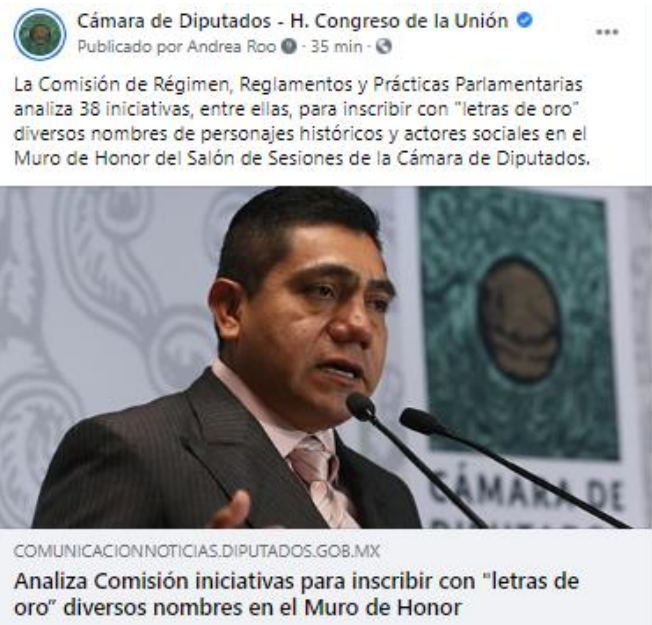 Cámara de Diputados - H. Congreso de la Unión
Publicado por Andrea Roo · 35 min ·
La Comisión de Régimen, Reglamentos y Prácticas Parlamentarias
analiza 38 iniciativas, entre ellas, para inscribir con "letras de oro"
diversos nombres de personajes históricos y actores sociales en el
Muro de Honor del Salón de Sesiones de la Cámara de Diputados.
CÁMARA DE
DIPUTADOS
COMUNICACIONNOTICIAS.DIPUTADOS.GOB.MX
Analiza Comisión iniciativas para inscribir con "letras de
oro" diversos nombres en el Muro de Honor